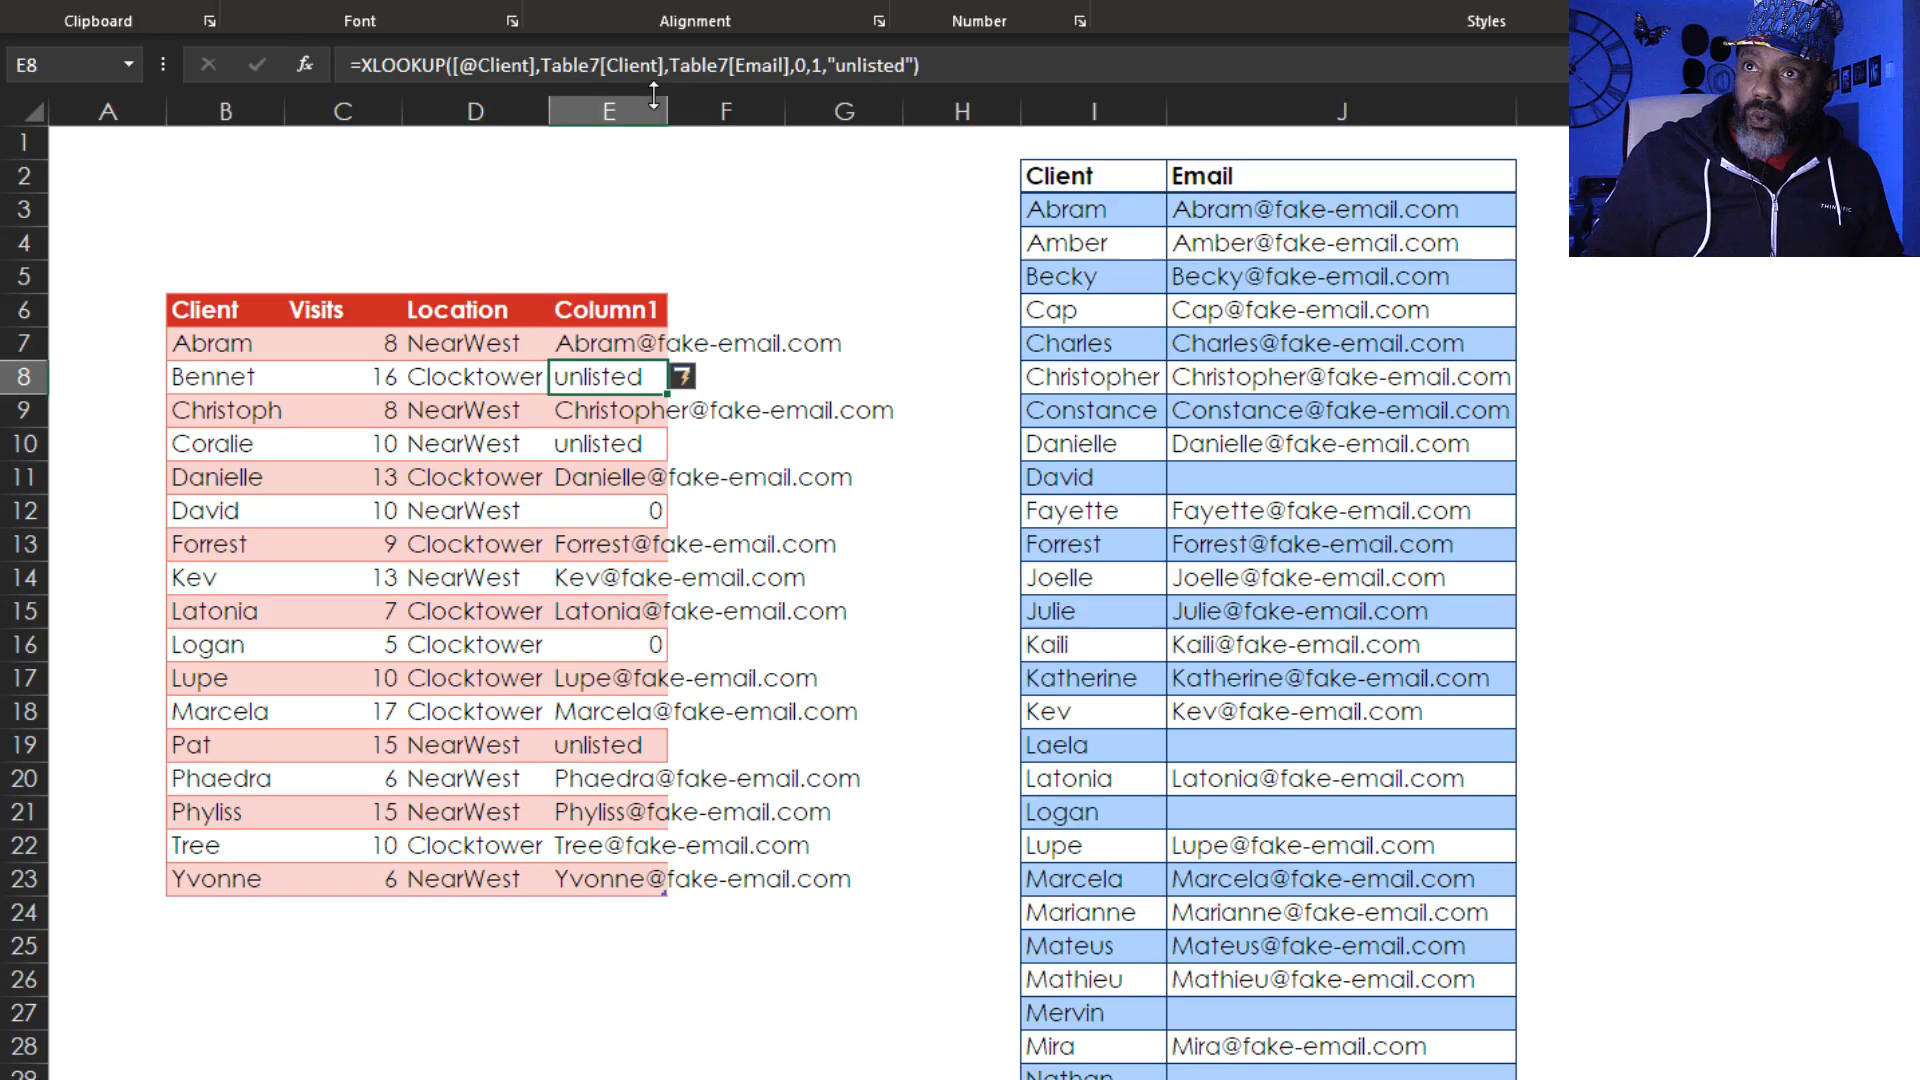 Clipboard Font Alignment Number Styles
E8 fx =XLOOKUP([@Client],Table7[Client],Table7[Email],0,1,"unlisted")
A B C D E F G H I J
1
2 Client Email
3 Abram Abram@fake-email.com
4 Amber Amber@fake-email.com
5 Becky Becky@fake-email.com
6 Client Visits Location Column1 Cap Cap@fake-email.com
7 Abram 8 NearWest Abram@fake-email.com Charles Charles@fake-email.com
8 Bennet 16 Clocktower unlisted Christopher Christopher@fake-email.com
9 Christoph 8 NearWest Christopher@fake-email.com Constance Constance@fake-email.com
10 Coralie 10 NearWest unlisted Danielle Danielle@fake-email.com
11 Danielle 13 Clocktower Danielle@fake-email.com David
12 David 10 NearWest 0 Fayette Fayette@fake-email.com
13 Forrest 9 Clocktower Forrest@fake-email.com Forrest Forrest@fake-email.com
14 Kev 13 NearWest Kev@fake-email.com Joelle Joelle@fake-email.com
15 Latonia 7 Clocktower Latonia@fake-email.com Julie Julie@fake-email.com
16 Logan 5 Clocktower 0 Kaili Kaili@fake-email.com
17 Lupe 10 Clocktower Lupe@fake-email.com Katherine Katherine@fake-email.com
18 Marcela 17 Clocktower Marcela@fake-email.com Kev Kev@fake-email.com
19 Pat 15 NearWest unlisted Laela
20 Phaedra 6 NearWest Phaedra@fake-email.com Latonia Latonia@fake-email.com
21 Phyliss 15 NearWest Phyliss@fake-email.com Logan
22 Tree 10 Clocktower Tree@fake-email.com Lupe Lupe@fake-email.com
23 Yvonne 6 NearWest Yvonne@fake-email.com Marcela Marcela@fake-email.com
24 Marianne Marianne@fake-email.com
25 Mateus Mateus@fake-email.com
26 Mathieu Mathieu@fake-email.com
27 Mervin
28 Mira Mira@fake-email.com
29 Nathan
THINKIFIC